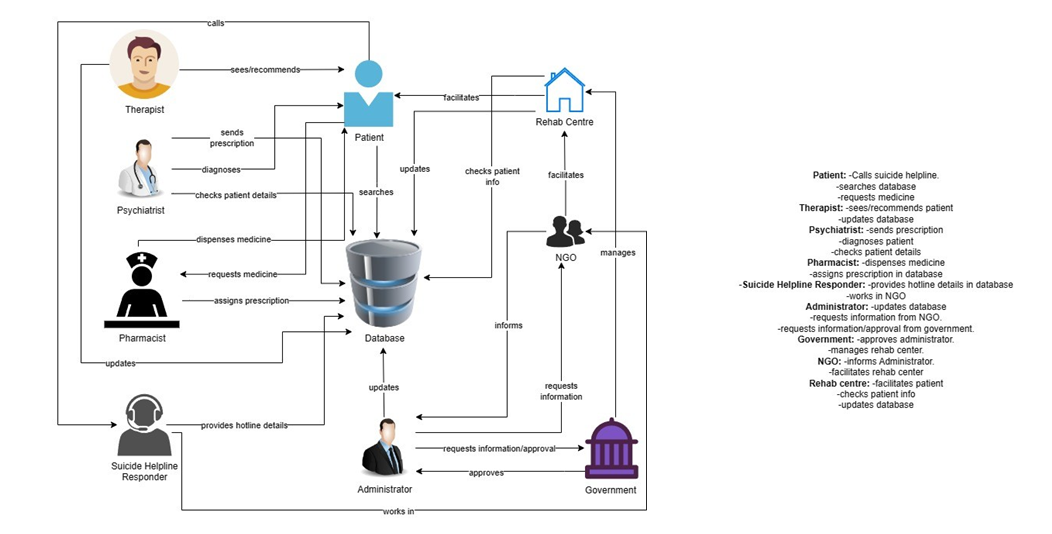 calls
sees/recommends
Therapist
facilitates
Rehab Centre
Patient
sends
prescription
diagnoses
updates
checks patient
info
facilitates
searches
checks patient details
Psychiatrist
dispenses medicine
NGO
manages
requests medicine
assigns prescription
informs
Pharmacist
Database
updates
updates
requests
information
provides hotline details
requests information/approval
Suicide Helpline
Responder
approves
Administrator
Government
works in
Patient: -Calls suicide helpline.
-searches database
-requests medicine
Therapist: -sees/recommends patient
-updates database
Psychiatrist: -sends prescription
-diagnoses patient
-checks patient details
Pharmacist: -dispenses medicine
-assigns prescription in database
-Suicide Helpline Responder: -provides hotline details in database
-works in NGO
Administrator: -updates database
-requests information from NGO.
-requests information/approval from government.
Government: -approves administrator.
-manages rehab center.
NGO: -informs Administrator.
-facilitates rehab center
Rehab centre: -facilitates patient
-checks patient info
-updates database